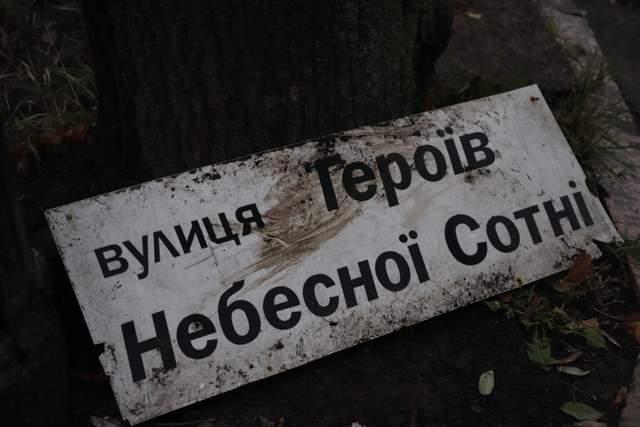 вулиця Героїв
Небесної Сотні